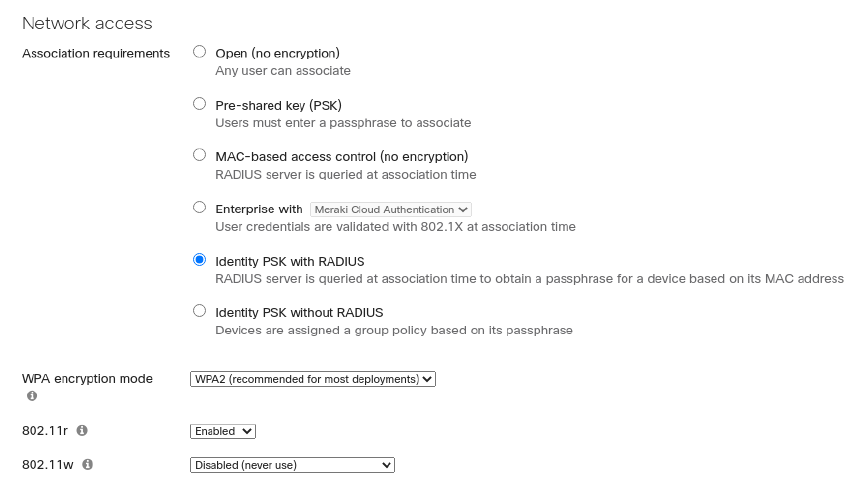 Network access
Association requirements
Open (no encryption)
Any user can associate
Pre-shared key (PSK)
Users must enter a passphrase to associate
MAC-based access control (no encryption)
RADIUS server is queried at association time
Enterprise with Meraki Cloud Authentication
User credentials are validated with 802.1X at association time
Identity PSK with RADIUS
RADIUS server is queried at association time to obtain a passphrase for a device based on its MAC address
Identity PSK without RADIUS
Devices are assigned a group policy based on its passphrase
WPA encryption mode WPA2 (recommended for most deployments)
802.11r Enabled
802.11w Disabled (never use)